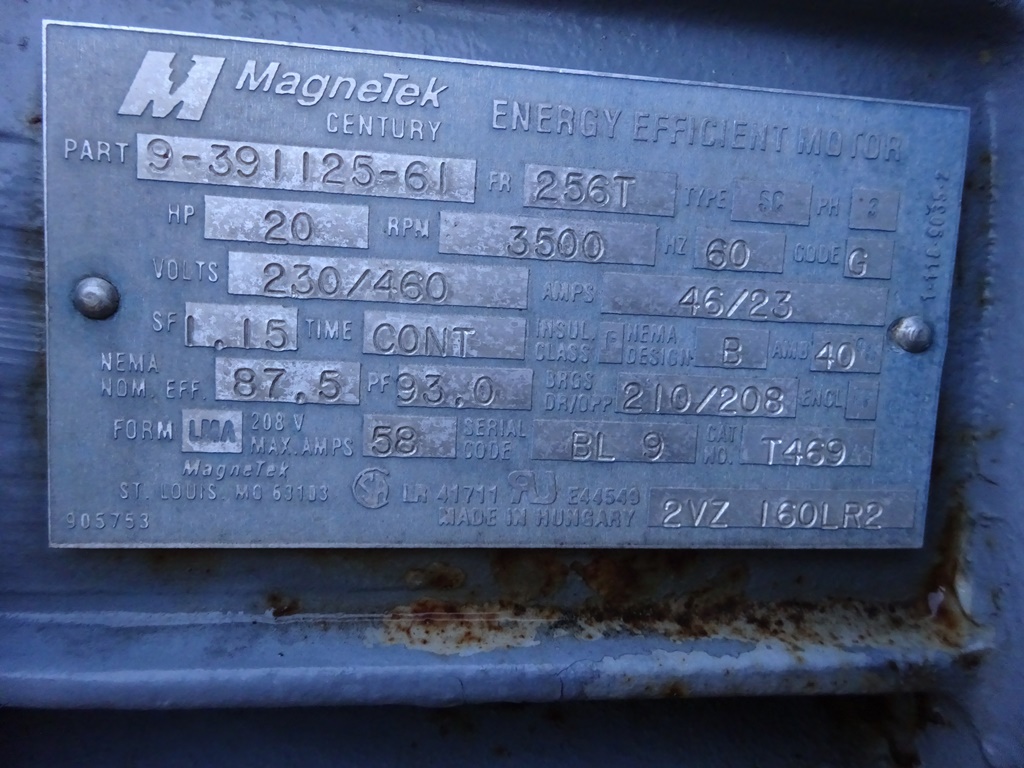 MagneTek
CENTURY
ENERGY EFFICIENT MOTOR
PART 9-391125-61 FR 256T TYPE SC PH 3
HP 20 RPM 3500 HZ 60 CODE G
VOLTS 230/460 AMPS 46/23
SF 1.15 TIME CONT INSUL. CLASS F NEMA DESIGN B AMB 40
NEMA NOM. EFF. 87.5 PF 93.0 BRGS DR/OPP 210/208 ENCL
FORM LMA 208 V MAX.AMPS 58 SERIAL CODE BL 9 CAT NO. T469
MagneTek
ST. LOUIS, MO 63103 LR 41711 E44549
905753 MADE IN HUNGARY 2VZ 160LR2